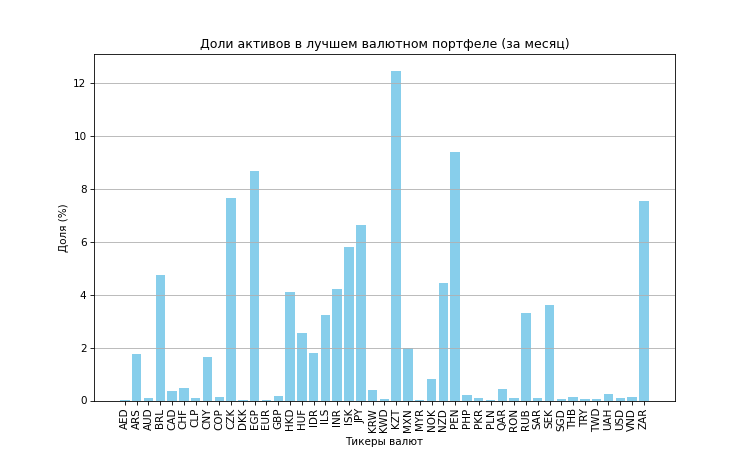 Доли активов в лучшем валютном портфеле (за месяц)
Доля (%)
12
10
8
6
4
2
0
AED ARS AUD BRL CAD CHF CLP CNY COP CZK DKK EGP EUR GBP HKD HUF IDR ILS INR ISK JPY KRW KWD KZT MXN MYR NOK NZD PEN PHP PKR PLN QAR RON RUB SAR SEK SGD THB TRY TWD UAH USD VND ZAR
Тикеры валют